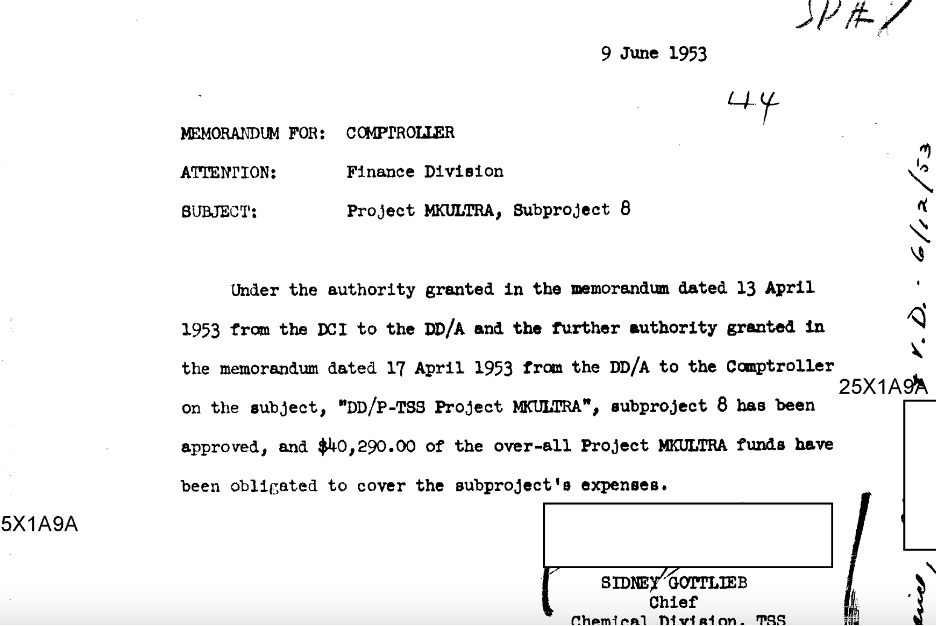 9 June 1953
44
MEMORANDUM FOR: COMPTROLLER
ATTENTION: Finance Division
SUBJECT: Project MKULTRA, Subproject 8
Under the authority granted in the memorandum dated 13 April
1953 from the DCI to the DD/A and the further authority granted in
the memorandum dated 17 April 1953 from the DD/A to the Comptroller
on the subject, "DD/P-TSS Project MKULTRA", subproject 8 has been
approved, and $40,290.00 of the over-all Project MKULTRA funds have
been obligated to cover the subproject's expenses.
25X1A9A
5X1A9A
SIDNEY GOTTLIEB
Chief
Chemical Division, TSS
V.D. - 6/12/53